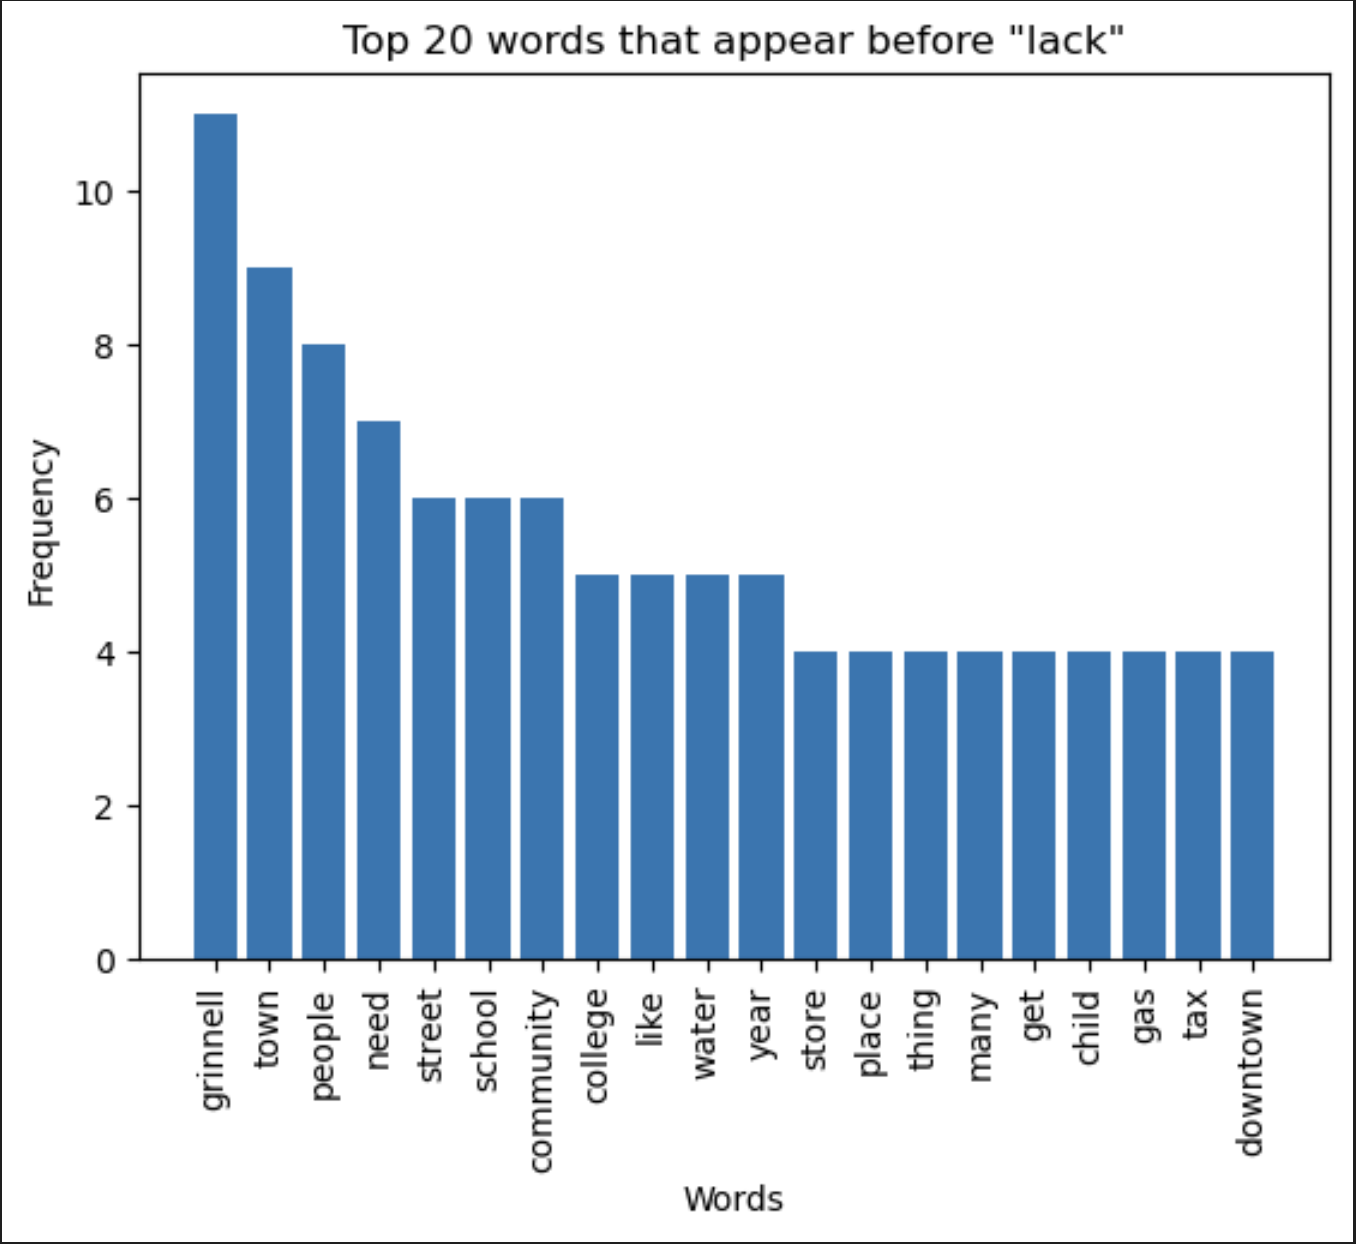 Top 20 words that appear before "lack"
Frequency
10
8
6
4
2
0
grinnell
town
people
need
street
school
community
college
like
water
year
store
place
thing
many
get
child
gas
tax
downtown
Words